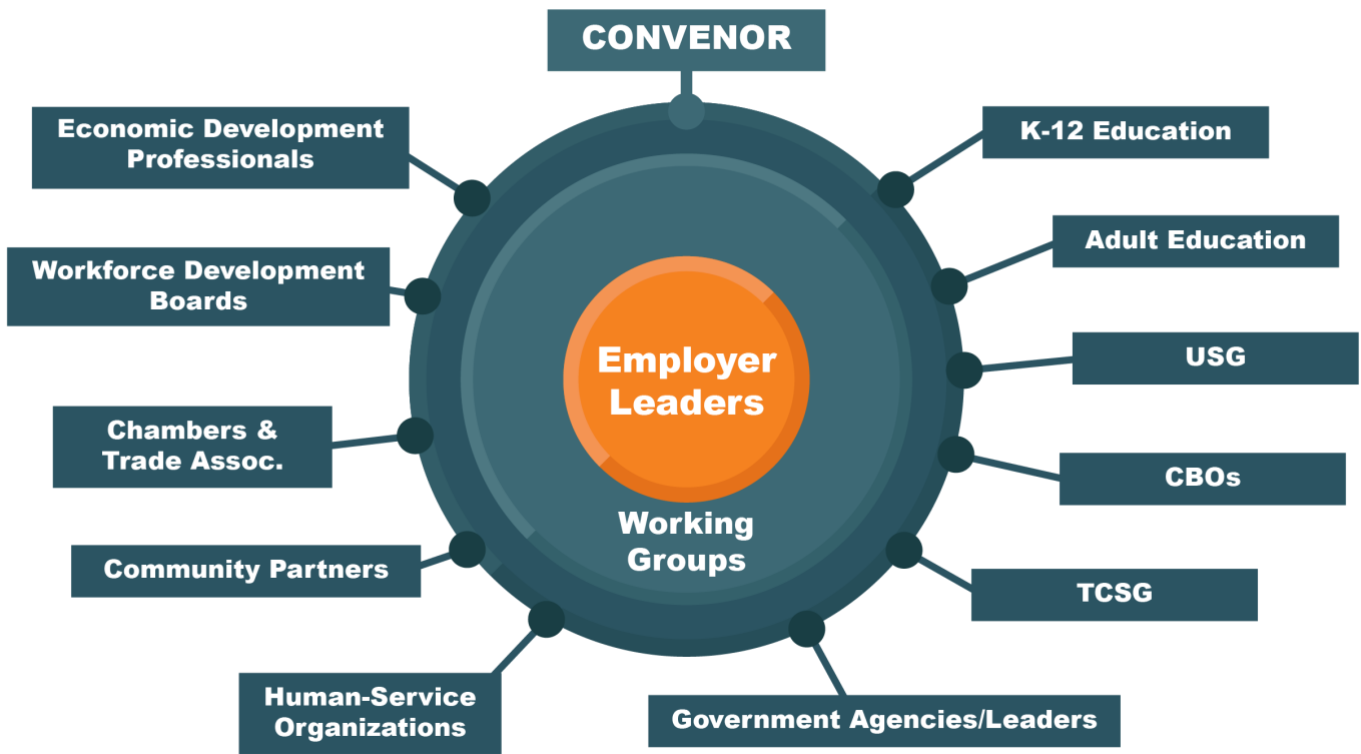 CONVENOR
Economic Development
Professionals
K-12 Education
Adult Education
Workforce Development
Boards
Employer
Leaders
USG
Chambers &
Trade Assoc.
CBOs
Working
Groups
Community Partners
TCSG
Human-Service
Organizations
Government Agencies/Leaders